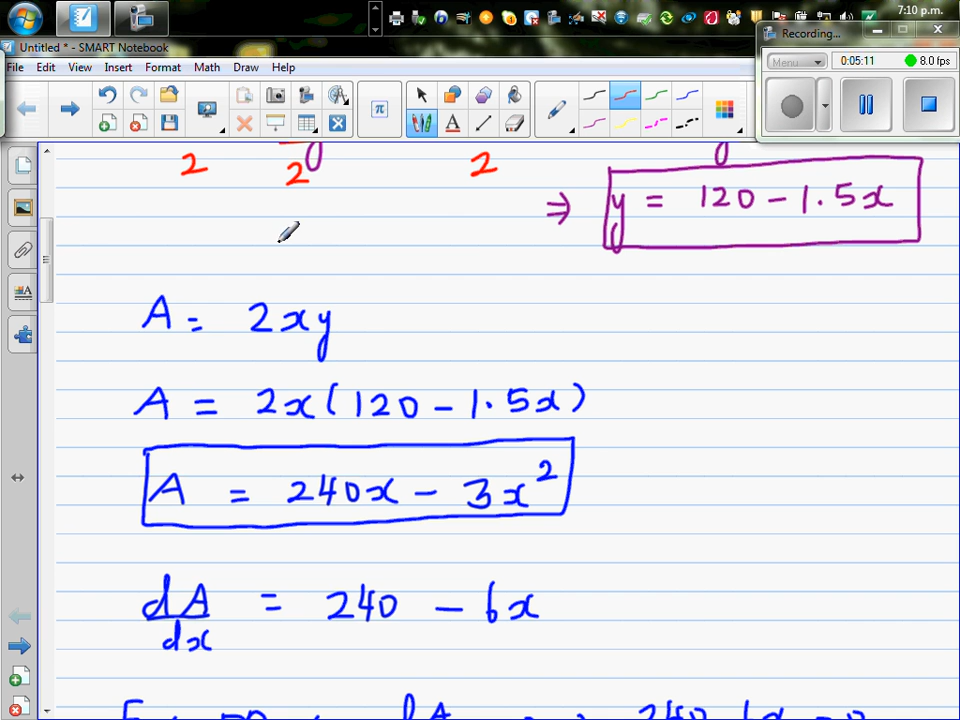 7:10 p.m.
Untitled * - SMART Notebook
Recording...
File Edit View Insert Format Math Draw Help
Menu 0:05:11 8.0 fps
π A
2 2 2
⇒ y = 120 - 1.5x
A = 2xy
A = 2x(120 - 1.5x)
A = 240x - 3x²
dA/dx = 240 - 6x